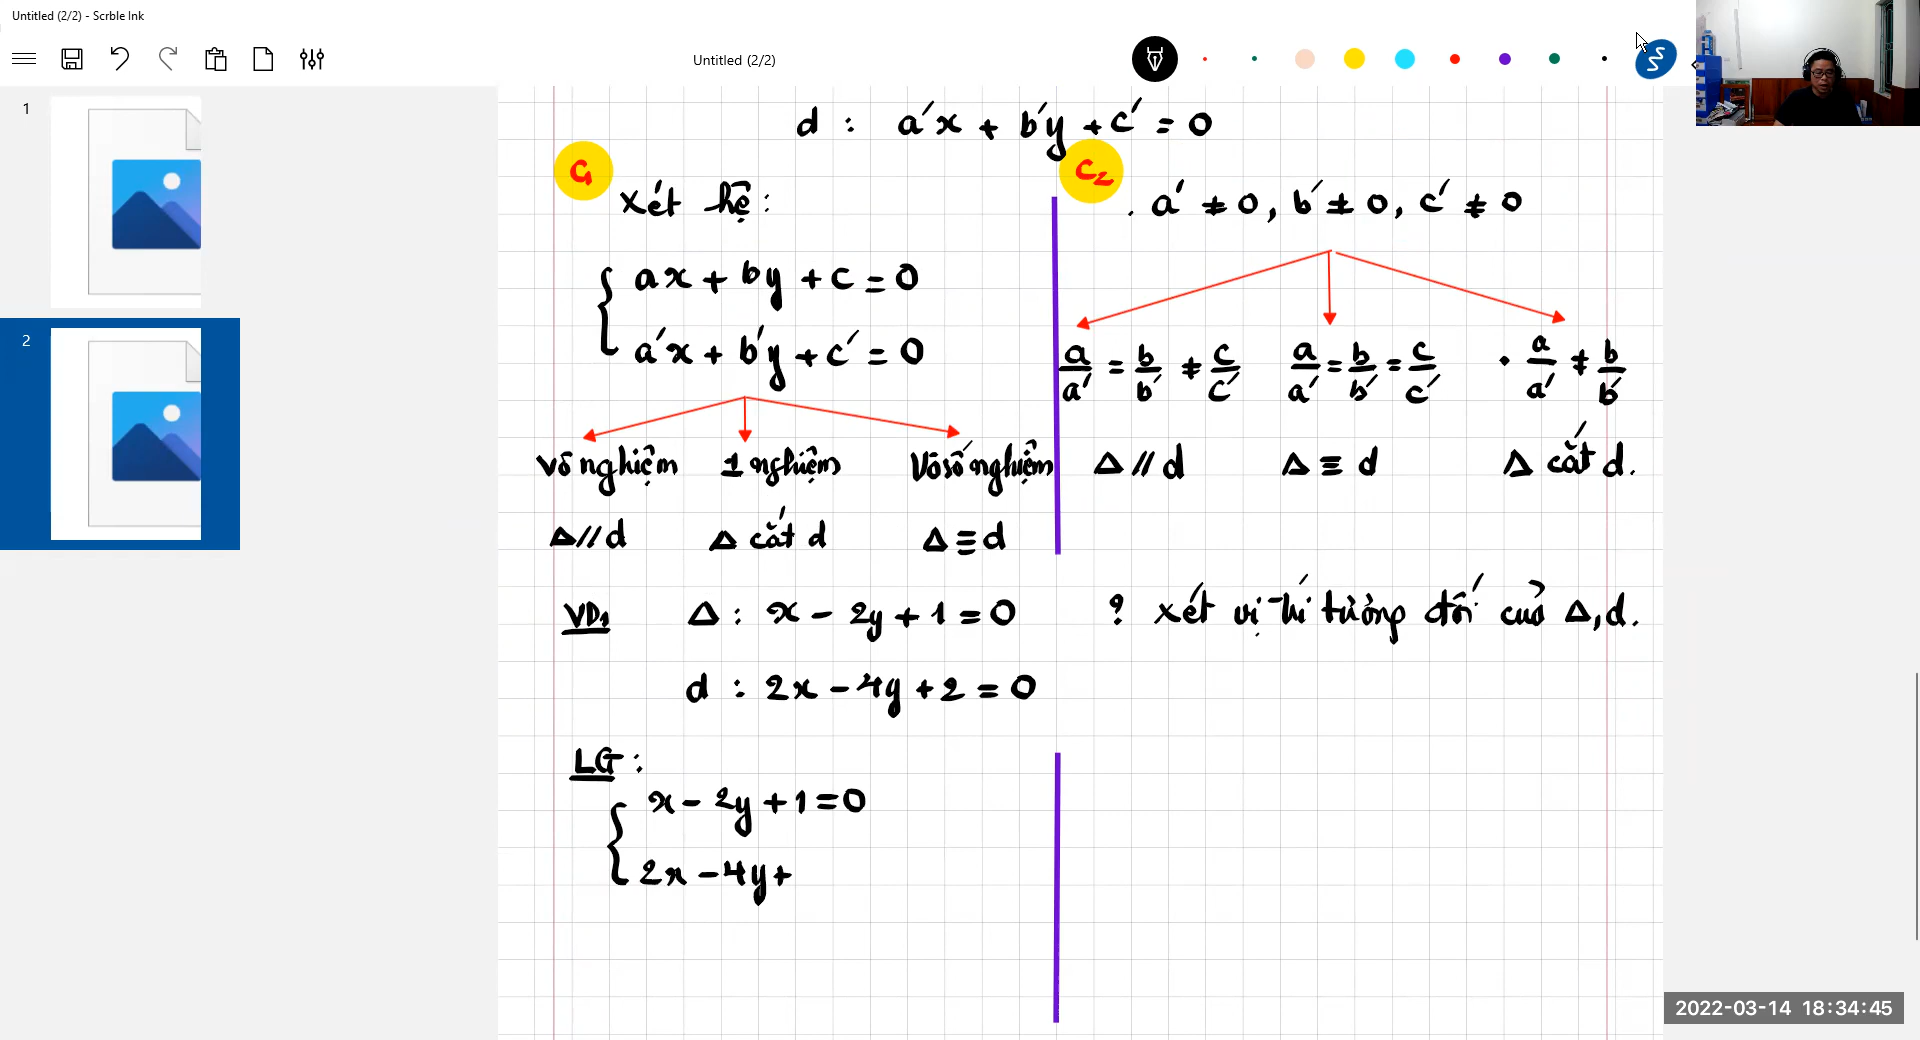 Untitled (2/2) - Scrble Ink
Untitled (2/2)
1
2
d : a'x + b'y + c' = 0
C1
Xét hệ :
{ ax + by + c = 0
a'x + b'y + c' = 0
Vô nghiệm 1 nghiệm Vô số nghiệm
Δ // d Δ cắt d Δ ≡ d
C2
. a' ≠ 0, b' ≠ 0, c' ≠ 0
a/a' = b/b' ≠ c/c' a/a' = b/b' = c/c' • a/a' ≠ b/b'
Δ // d Δ ≡ d Δ cắt d.
VD1 Δ : x - 2y + 1 = 0 ? Xét vị trí tương đối của Δ, d.
d : 2x - 4y + 2 = 0
LG :
{ x - 2y + 1 = 0
2x - 4y +
2022-03-14 18:34:45